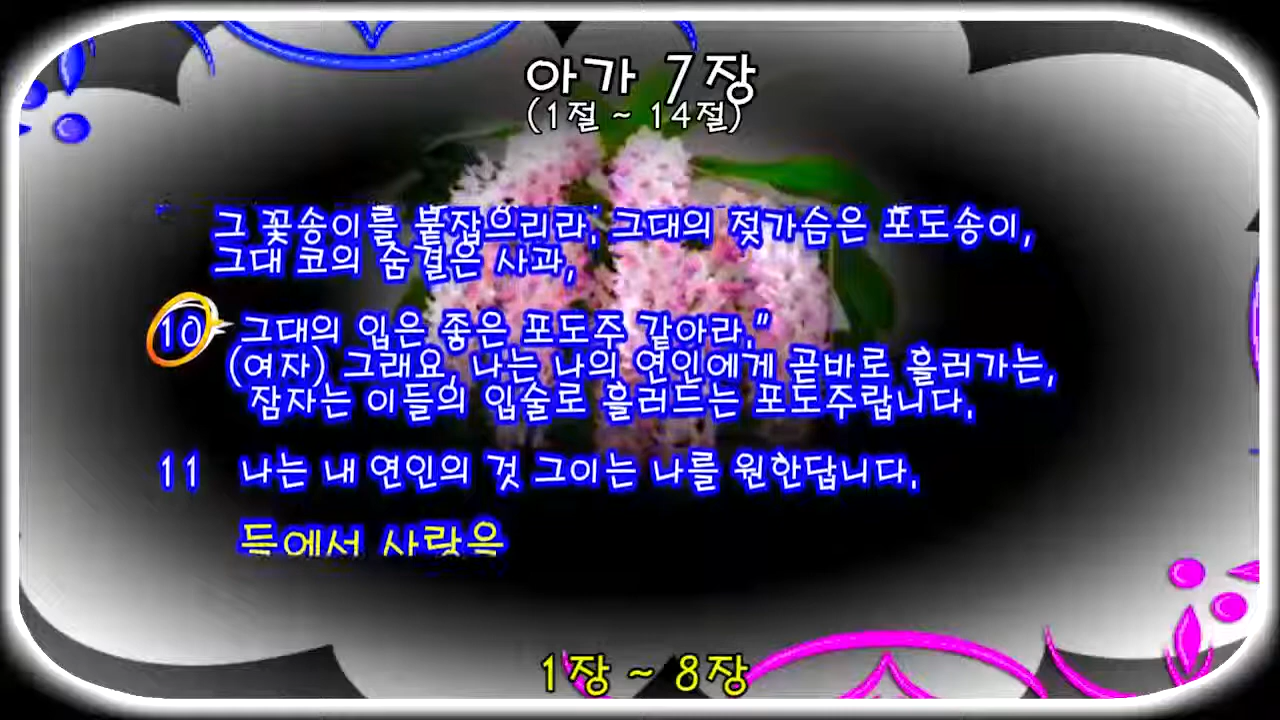 아가 7장
(1절 ~ 14절)
그 꽃송이를 붙잡으리라. 그대의 젖가슴은 포도송이,
그대 코의 숨결은 사과,
10 그대의 입은 좋은 포도주 같아라.”
(여자) 그래요, 나는 나의 연인에게 곧바로 흘러가는,
잠자는 이들의 입술로 흘러드는 포도주랍니다.
11 나는 내 연인의 것 그이는 나를 원한답니다.
들에서 사랑을
1장 ~ 8장